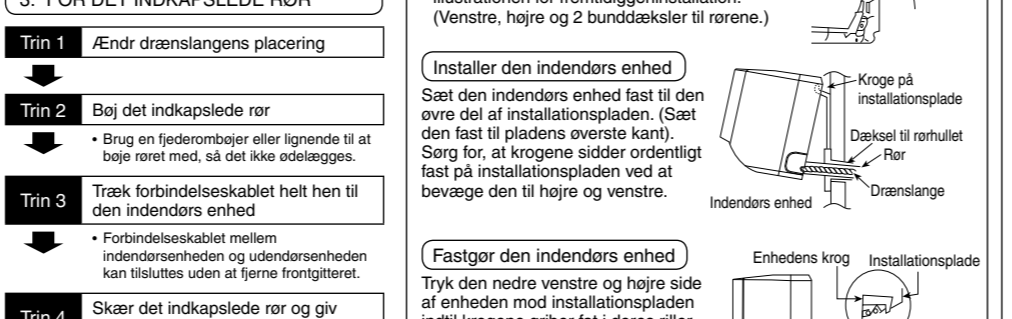 3. FOR DET INDKAPSLEDE RØR
Trin 1
Ændr drænslangens placering
Trin 2
Bøj det indkapslede rør
• Brug en fjederombøjer eller lignende til at
bøje røret med, så det ikke ødelægges.
Trin 3
Træk forbindelseskablet helt hen til
den indendørs enhed
• Forbindelseskablet mellem
indendørsenheden og udendørsenheden
kan tilsluttes uden at fjerne frontgitteret.
Trin 4
Skær det indkapslede rør og giv
illustrationen for fremtidiggeninstallation.
(Venstre, højre og 2 bunddæksler til rørene.)
Installer den indendørs enhed
Sæt den indendørs enhed fast til den
øvre del af installationspladen. (Sæt
den fast til pladens øverste kant).
Sørg for, at krogene sidder ordentligt
fast på installationspladen ved at
bevæge den til højre og venstre.
Kroge på
installationsplade
Dæksel til rørhullet
Rør
Drænslange
Indendørs enhed
Fastgør den indendørs enhed
Tryk den nedre venstre og højre side
af enheden mod installationspladen
indtil krogene griber fat i deres riller
Enhedens krog
Installationsplade